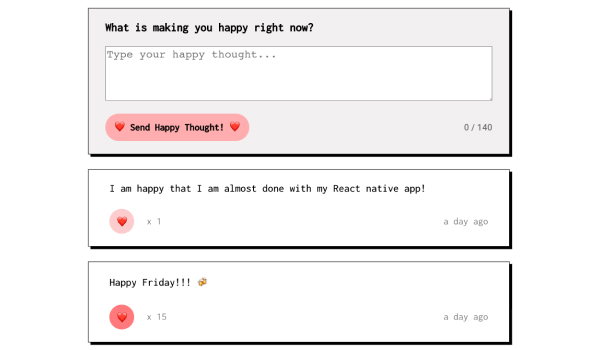 What is making you happy right now?
Type your happy thought...
❤️ Send Happy Thought! ❤️
0 / 140
I am happy that I am almost done with my React native app!
x 1
a day ago
Happy Friday!!! 🍻
x 15
a day ago